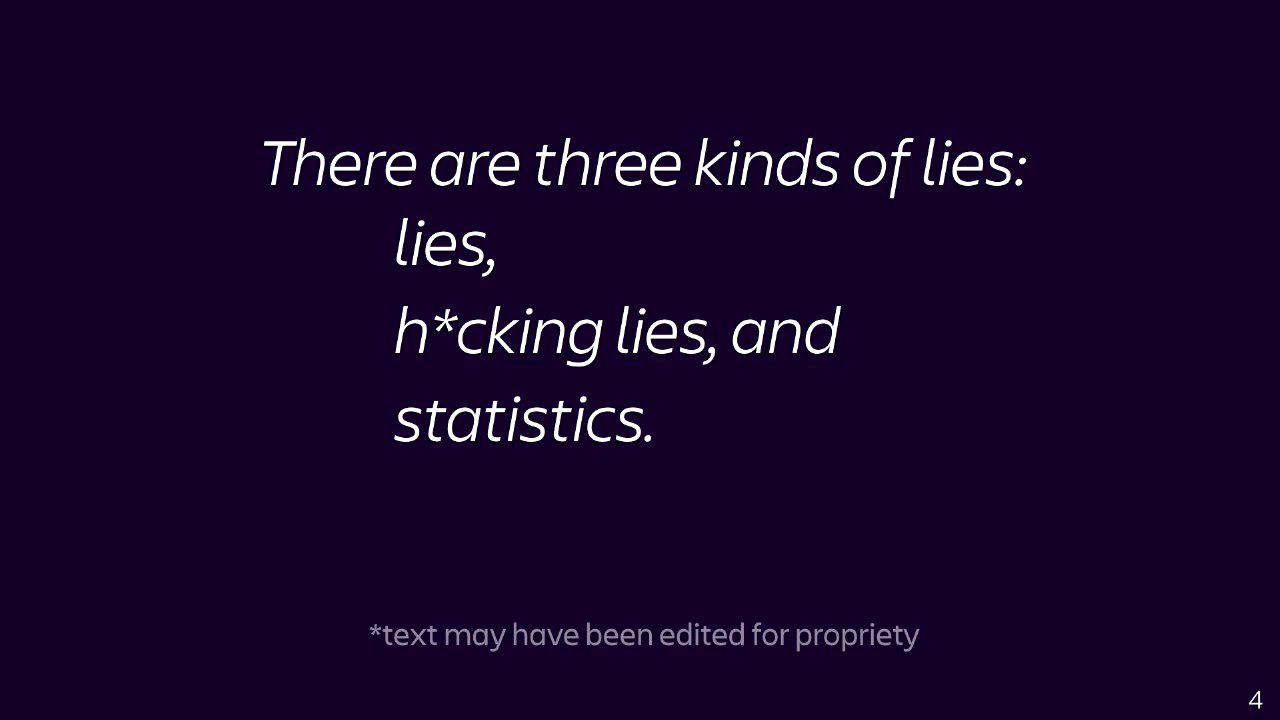 There are three kinds of lies:
lies,
h*cking lies, and
statistics.
*text may have been edited for propriety
4